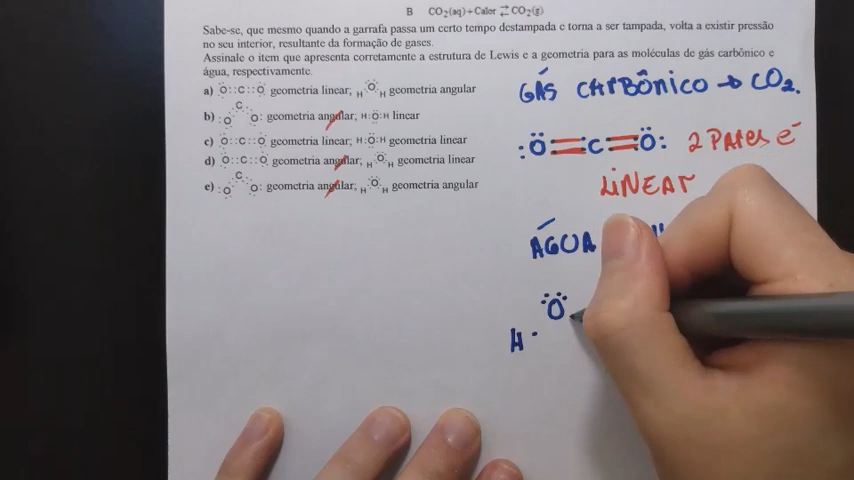 B CO₂(aq)+Calor ⇄ CO₂(g)
Sabe-se, que mesmo quando a garrafa passa um certo tempo destampada e torna a ser tampada, volta a existir pressão
no seu interior, resultante da formação de gases.
Assinale o item que apresenta corretamente a estrutura de Lewis e a geometria para as moléculas de gás carbônico e
água, respectivamente.
a) O::C::O geometria linear; H O H geometria angular
b) :O C O: geometria angular; H:O:H linear
c) O::C::O geometria linear; H:O:H geometria linear
d) O::C::O geometria angular; H O H geometria linear
e) :O C O: geometria angular; H O H geometria angular
GÁS CARBÔNICO → CO₂.
:Ö=C=Ö: 2 PARES é
LINEAR
ÁGUA
Ö
H ·